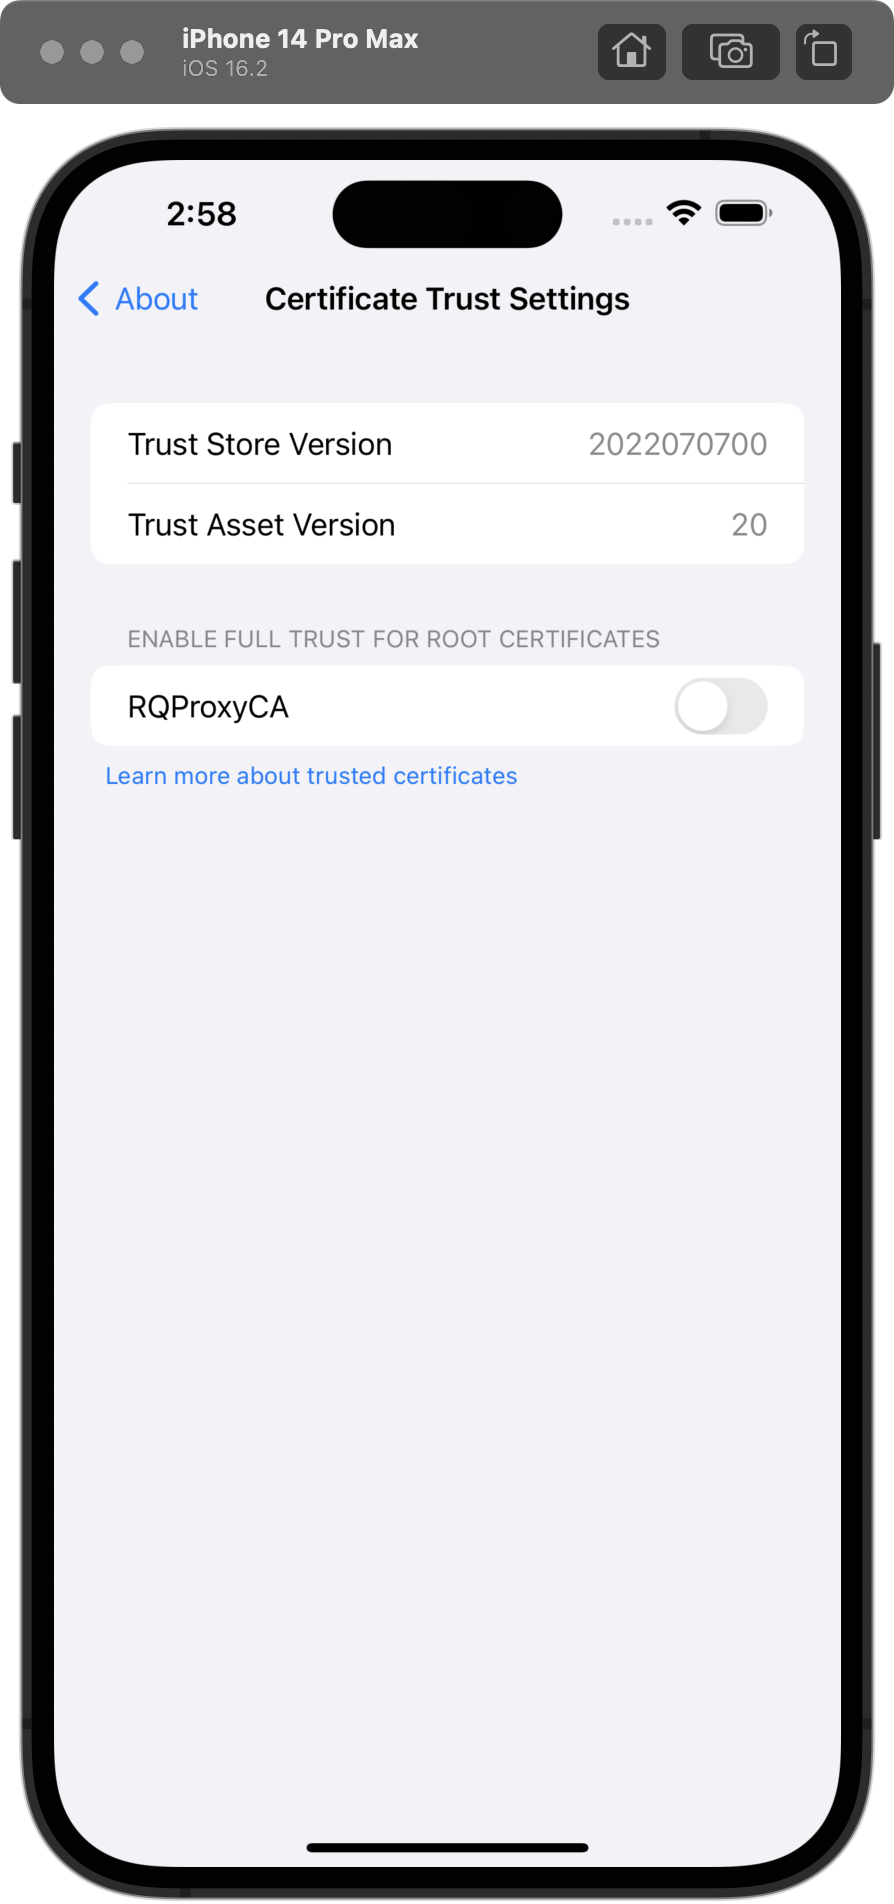 iPhone 14 Pro Max
iOS 16.2
2:58
About
Certificate Trust Settings
Trust Store Version 2022070700
Trust Asset Version 20
ENABLE FULL TRUST FOR ROOT CERTIFICATES
RQProxyCA
Learn more about trusted certificates